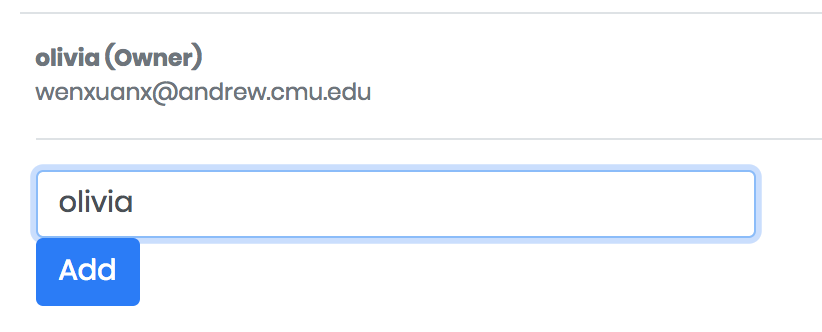 olivia (Owner)
wenxuanx@andrew.cmu.edu
olivia
Add